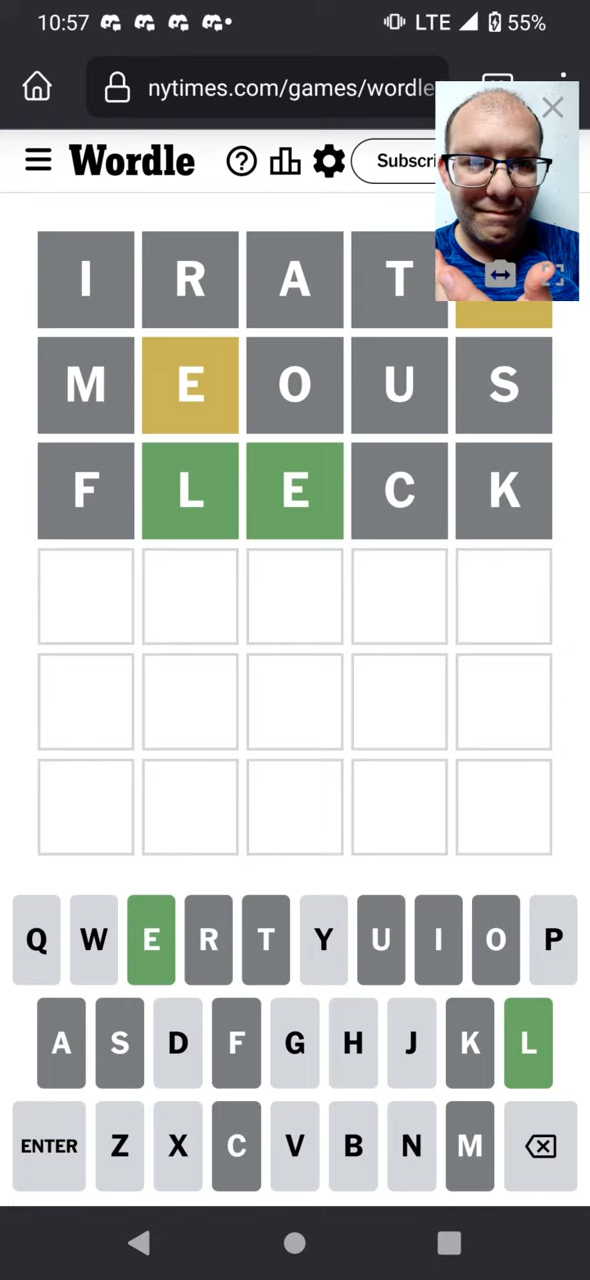 10:57 LTE 55%
nytimes.com/games/wordle
Wordle ? Subscri
I R A T
M E O U S
F L E C K
Q W E R T Y U I O P
A S D F G H J K L
ENTER Z X C V B N M